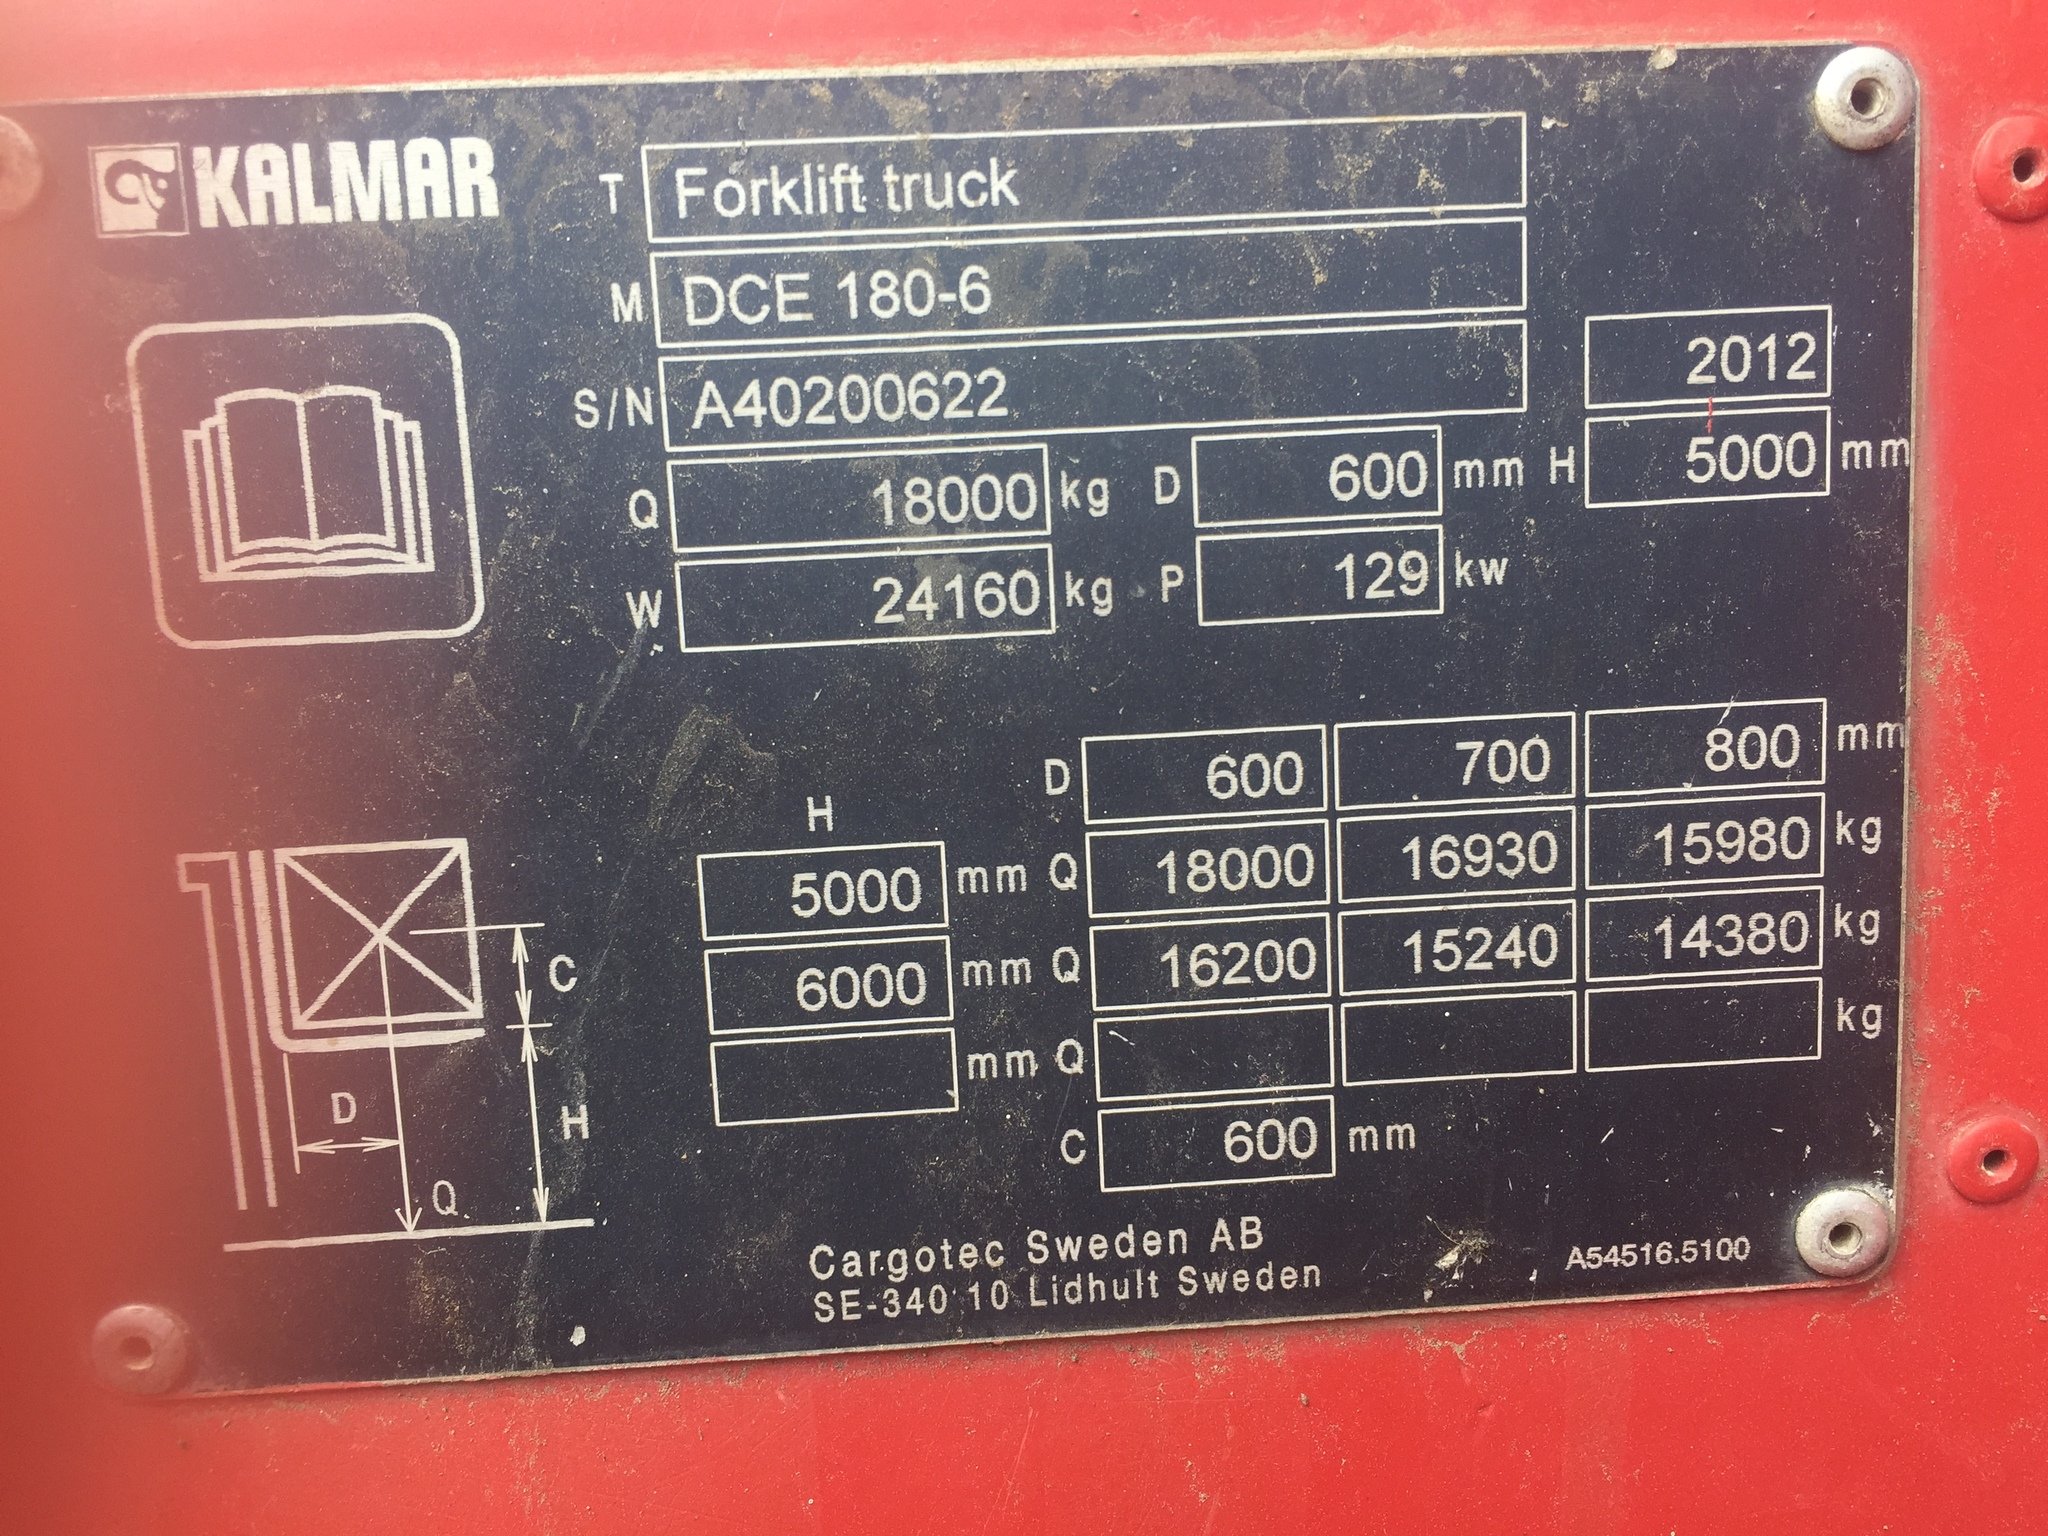 KALMAR
T Forklift truck
M DCE 180-6
S/N A40200622 2012
Q 18000 kg D 600 mm H 5000 mm
W 24160 kg P 129 kw
D 600 700 800 mm
H
5000 mm Q 18000 16930 15980 kg
6000 mm Q 16200 15240 14380 kg
mm Q kg
C 600 mm
C
D
H
Q
Cargotec Sweden AB
SE-340 10 Lidhult Sweden
A54516.5100